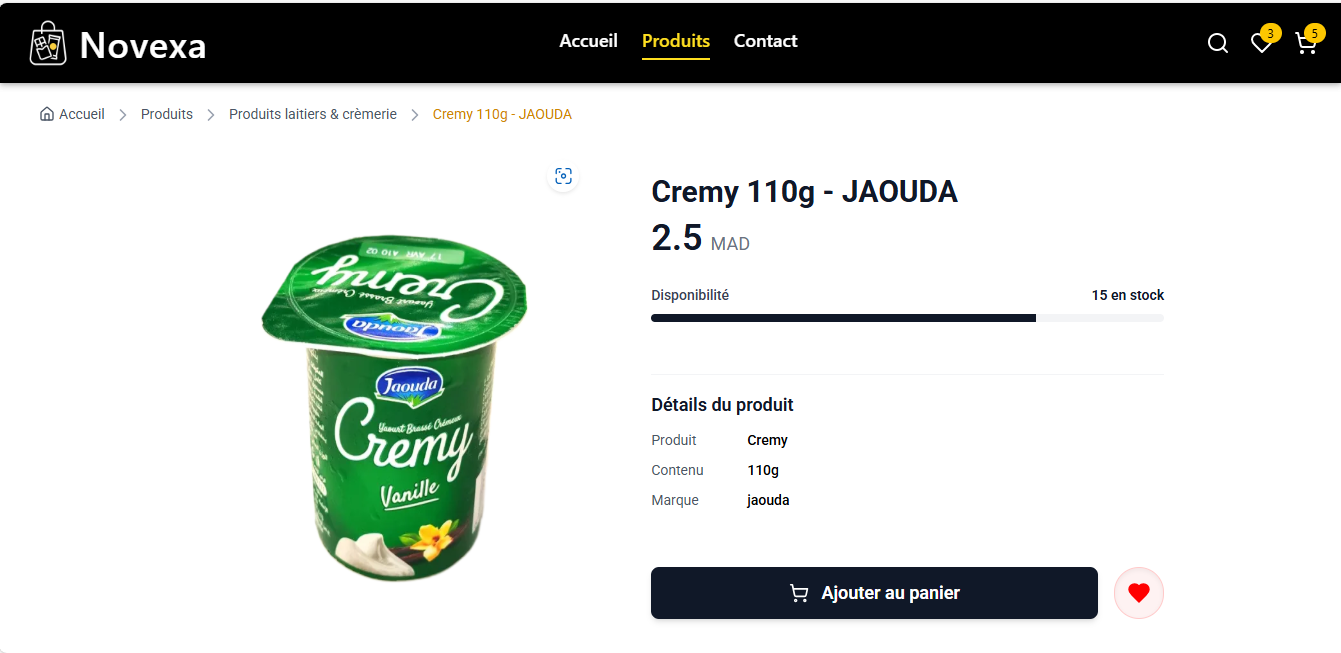 Novexa
Accueil Produits Contact
3
5
Accueil > Produits > Produits laitiers & crèmerie > Cremy 110g - JAOUDA
Cremy 110g - JAOUDA
2.5 MAD
Disponibilité 15 en stock
Détails du produit
Produit Cremy
Contenu 110g
Marque jaouda
Ajouter au panier
17 AVR A10 02
Cremy
Yaourt Brassé Crémeux
Jaouda
Jaouda
Yaourt Brassé Crémeux
Cremy
Vanille